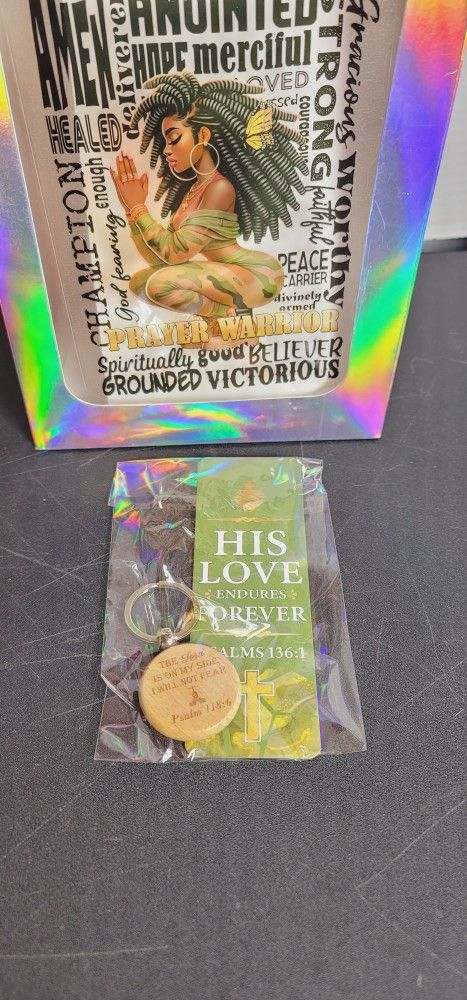 AMEN
delivered
ANOINTED
HOPE merciful
LOVED
STRONG
Gracious
HEALED
courageous
CHAMPION
enough
God fearing
faithful
Worthy
PEACE
CARRIER
divinely
armed
PRAYER WARRIOR
Spiritually good BELIEVER
GROUNDED VICTORIOUS
HIS
LOVE
ENDURES
FOREVER
PSALMS 136:1
THE Lord
IS ON MY SIDE
I WILL NOT FEAR
Psalm 118:6